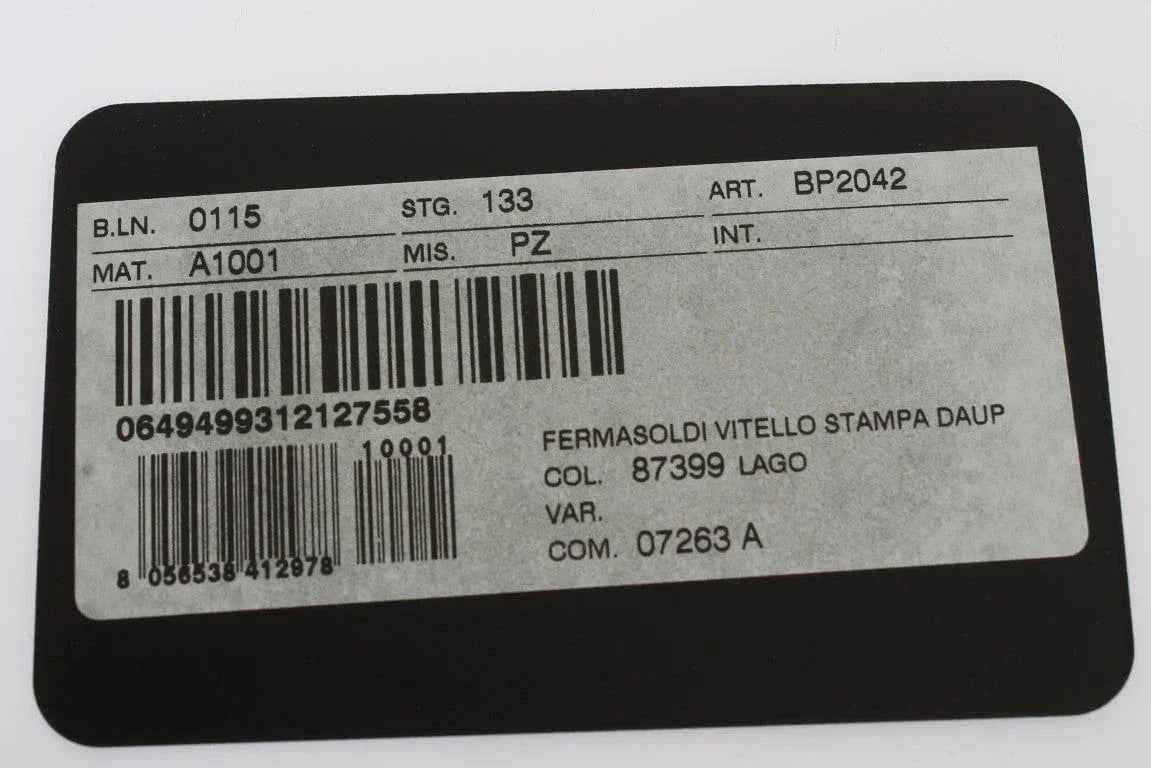 B.LN. 0115 STG. 133 ART. BP2042
MAT. A1001 MIS. PZ INT.
0649499312127558
10001
8 056538 412978
FERMASOLDI VITELLO STAMPA DAUP
COL. 87399 LAGO
VAR.
COM. 07263 A